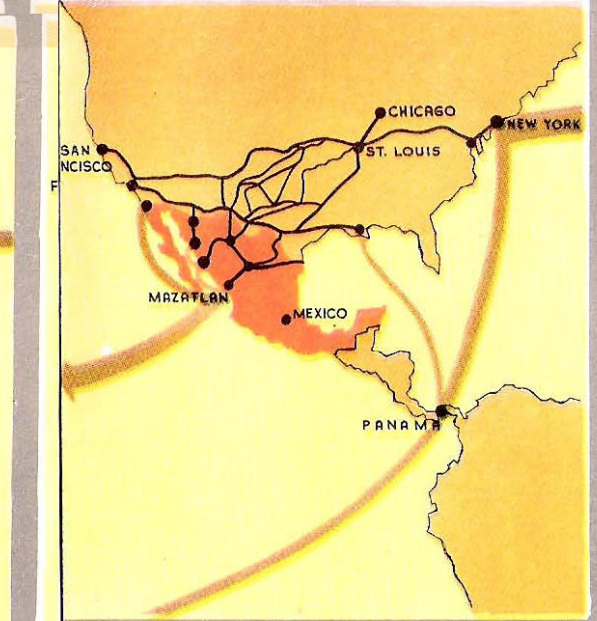 CHICAGO
NEW YORK
SAN
NCISCO
F
ST. LOUIS
MAZATLAN
MEXICO
PANAMA